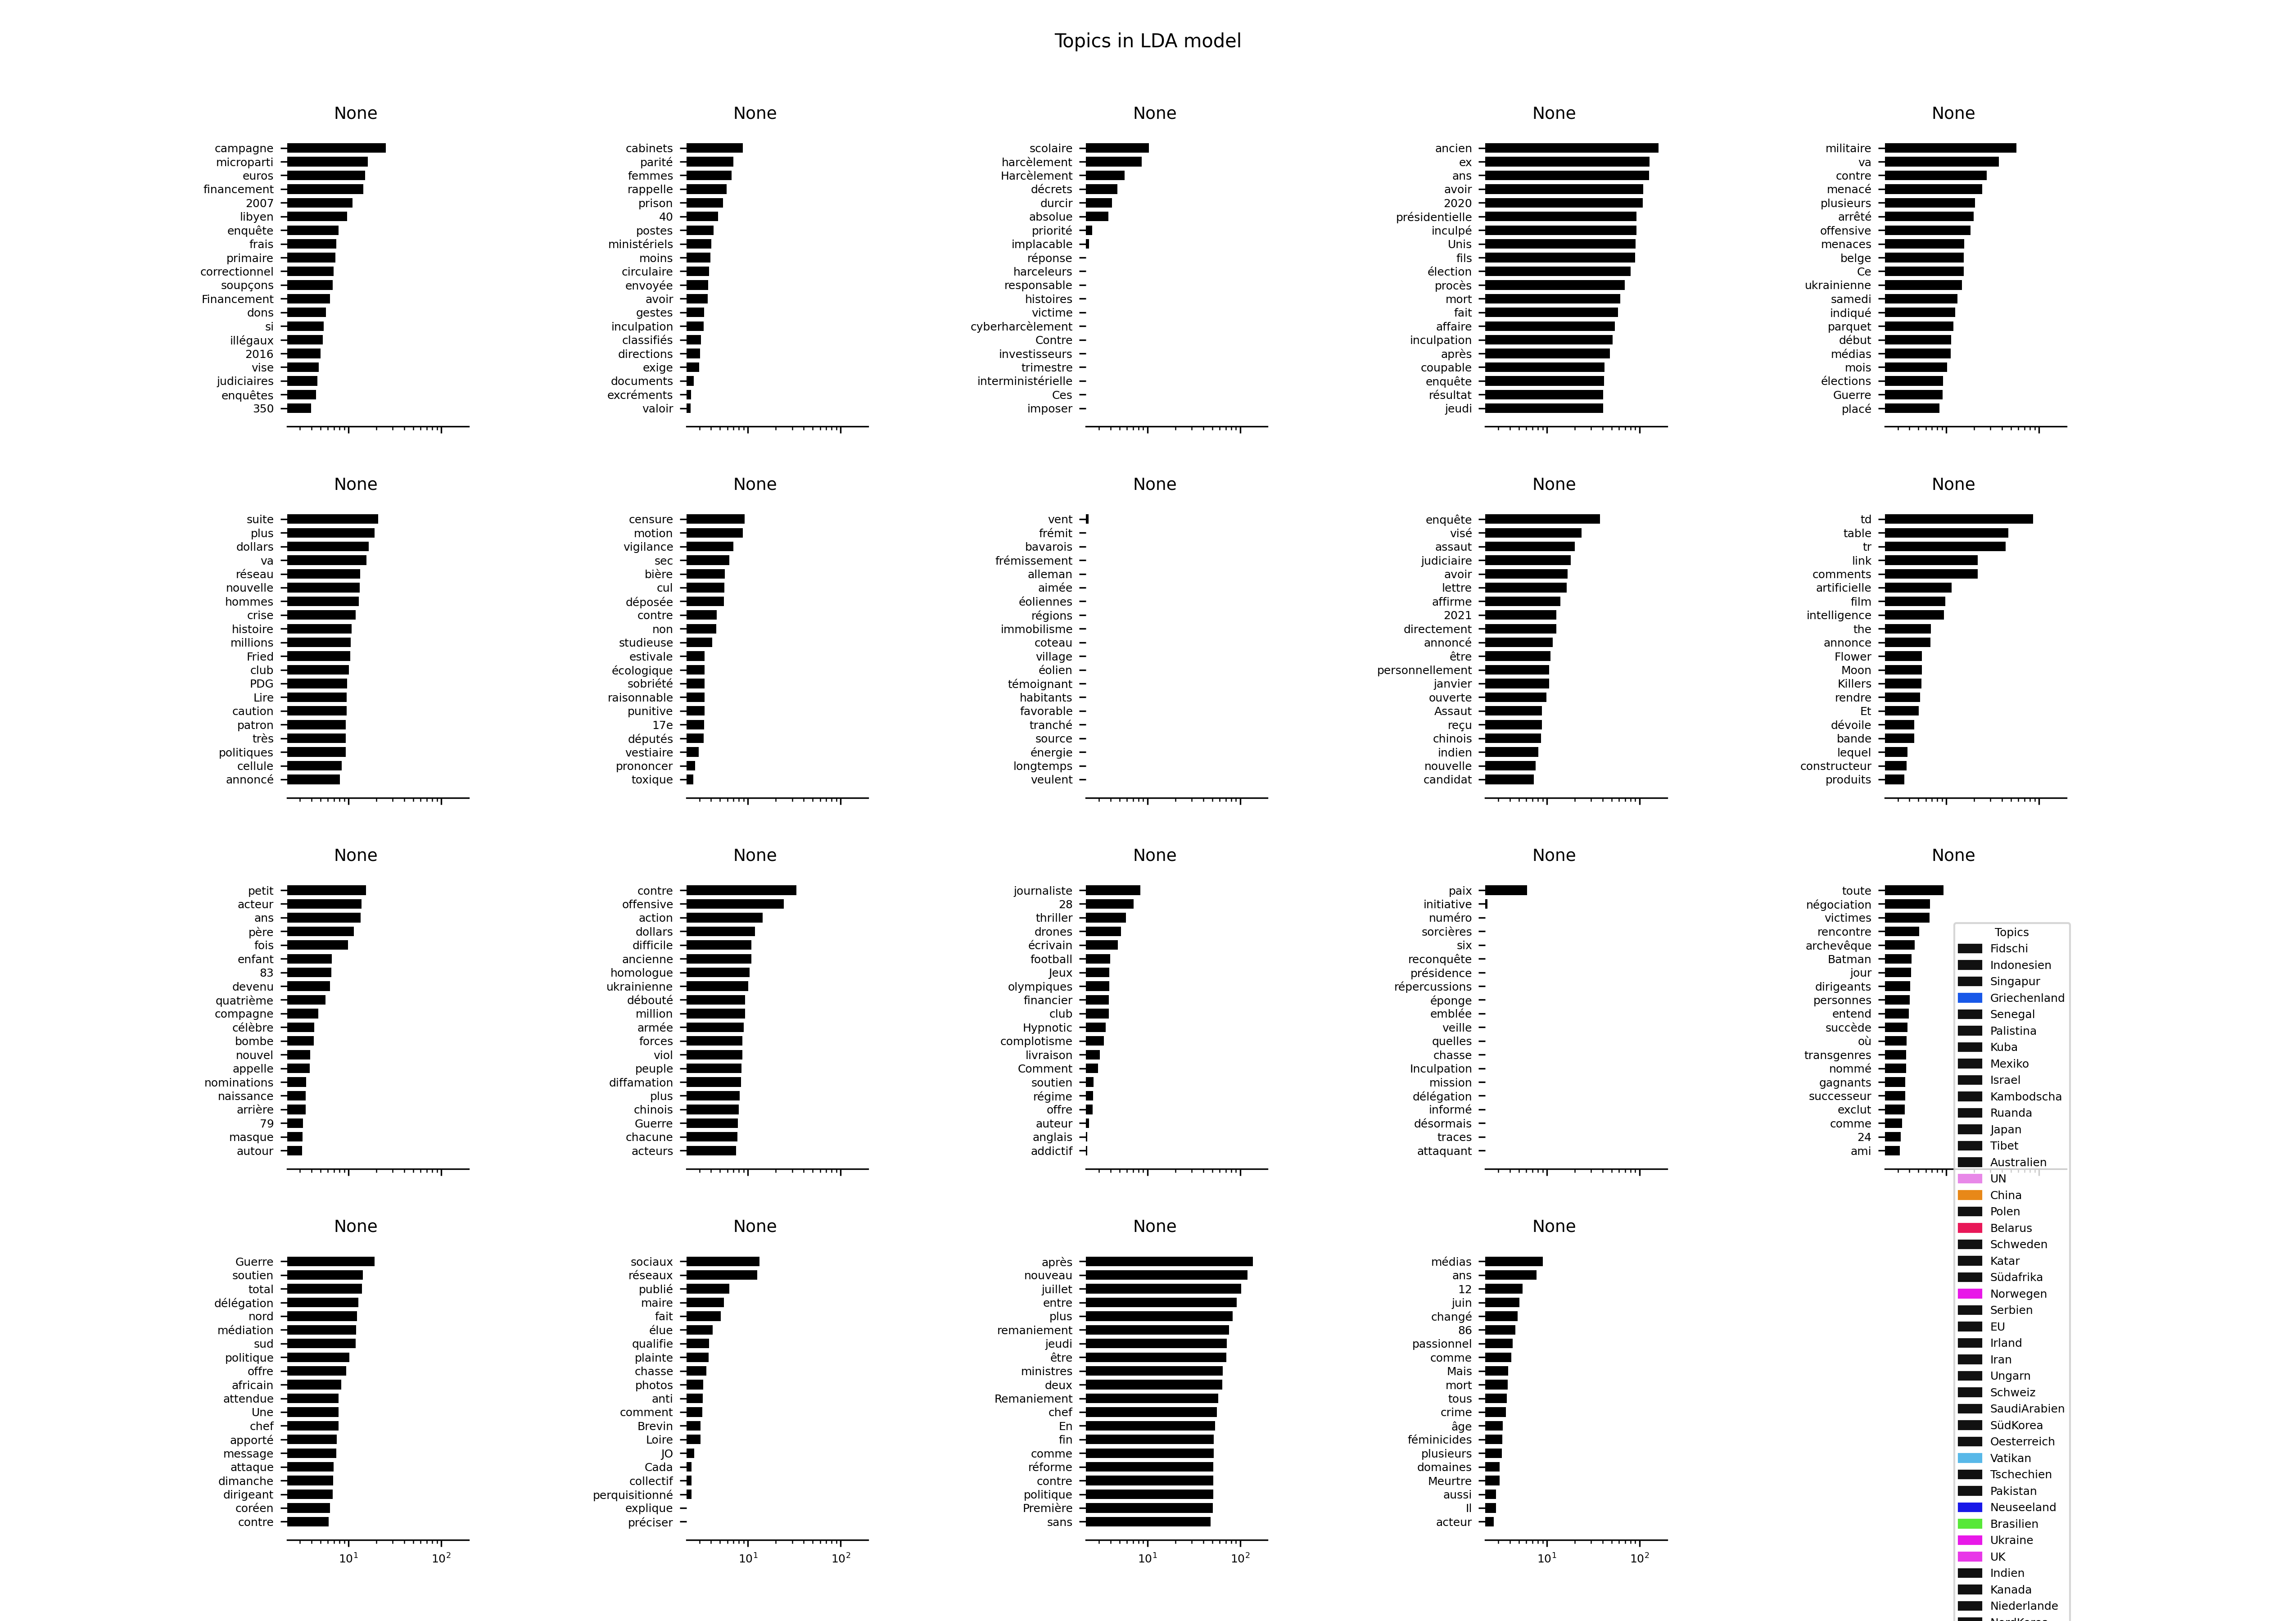 Topics in LDA model
None
campagne
microparti
euros
financement
2007
libyen
enquête
frais
primaire
correctionnel
soupçons
Financement
dons
si
illégaux
2016
vise
judiciaires
enquêtes
350
None
cabinets
parité
femmes
rappelle
prison
40
postes
ministériels
moins
circulaire
envoyée
avoir
gestes
inculpation
classifiés
directions
exige
documents
excréments
valoir
None
scolaire
harcèlement
Harcèlement
décrets
durcir
absolue
priorité
implacable
réponse
harceleurs
responsable
histoires
victime
cyberharcèlement
Contre
investisseurs
trimestre
interministérielle
Ces
imposer
None
ancien
ex
ans
avoir
2020
présidentielle
inculpé
Unis
fils
élection
procès
mort
fait
affaire
inculpation
après
coupable
enquête
résultat
jeudi
None
militaire
va
contre
menacé
plusieurs
arrêté
offensive
menaces
belge
Ce
ukrainienne
samedi
indiqué
parquet
début
médias
mois
élections
Guerre
placé
None
suite
plus
dollars
va
réseau
nouvelle
hommes
crise
histoire
millions
Fried
club
PDG
Lire
caution
patron
très
politiques
cellule
annoncé
None
censure
motion
vigilance
sec
bière
cul
déposée
contre
non
studieuse
estivale
écologique
sobriété
raisonnable
punitive
17e
députés
vestiaire
prononcer
toxique
None
vent
frémit
bavarois
frémissement
alleman
aimée
éoliennes
régions
immobilisme
coteau
village
éolien
témoignant
habitants
favorable
tranché
source
énergie
longtemps
veulent
None
enquête
visé
assaut
judiciaire
avoir
lettre
affirme
2021
directement
annoncé
être
personnellement
janvier
ouverte
Assaut
reçu
chinois
indien
nouvelle
candidat
None
td
table
tr
link
comments
artificielle
film
intelligence
the
annonce
Flower
Moon
Killers
rendre
Et
dévoile
bande
lequel
constructeur
produits
None
petit
acteur
ans
père
fois
enfant
83
devenu
quatrième
compagne
célèbre
bombe
nouvel
appelle
nominations
naissance
arrière
79
masque
autour
None
contre
offensive
action
dollars
difficile
ancienne
homologue
ukrainienne
débouté
million
armée
forces
viol
peuple
diffamation
plus
chinois
Guerre
chacune
acteurs
None
journaliste
28
thriller
drones
écrivain
football
Jeux
olympiques
financier
club
Hypnotic
complotisme
livraison
Comment
soutien
régime
offre
auteur
anglais
addictif
None
paix
initiative
numéro
sorcières
six
reconquête
présidence
répercussions
éponge
emblée
veille
quelles
chasse
Inculpation
mission
délégation
informé
désormais
traces
attaquant
None
toute
négociation
victimes
rencontre
archevêque
Batman
jour
dirigeants
personnes
entend
succède
où
transgenres
nommé
gagnants
successeur
exclut
comme
24
ami
None
Guerre
soutien
total
délégation
nord
médiation
sud
politique
offre
africain
attendue
Une
chef
apporté
message
attaque
dimanche
dirigeant
coréen
contre
10¹
10²
None
sociaux
réseaux
publié
maire
fait
élue
qualifie
plainte
chasse
photos
anti
comment
Brevin
Loire
JO
Cada
collectif
perquisitionné
explique
préciser
10¹
10²
None
après
nouveau
juillet
entre
plus
remaniement
jeudi
être
ministres
deux
Remaniement
chef
En
fin
comme
réforme
contre
politique
Première
sans
10¹
10²
None
médias
ans
12
juin
changé
86
passionnel
comme
Mais
mort
tous
crime
âge
féminicides
plusieurs
domaines
Meurtre
aussi
Il
acteur
10¹
10²
Topics
Fidschi
Indonesien
Singapur
Griechenland
Senegal
Palistina
Kuba
Mexiko
Israel
Kambodscha
Ruanda
Japan
Tibet
Australien
UN
China
Polen
Belarus
Schweden
Katar
Südafrika
Norwegen
Serbien
EU
Irland
Iran
Ungarn
Schweiz
SaudiArabien
SüdKorea
Oesterreich
Vatikan
Tschechien
Pakistan
Neuseeland
Brasilien
Ukraine
UK
Indien
Kanada
Niederlande